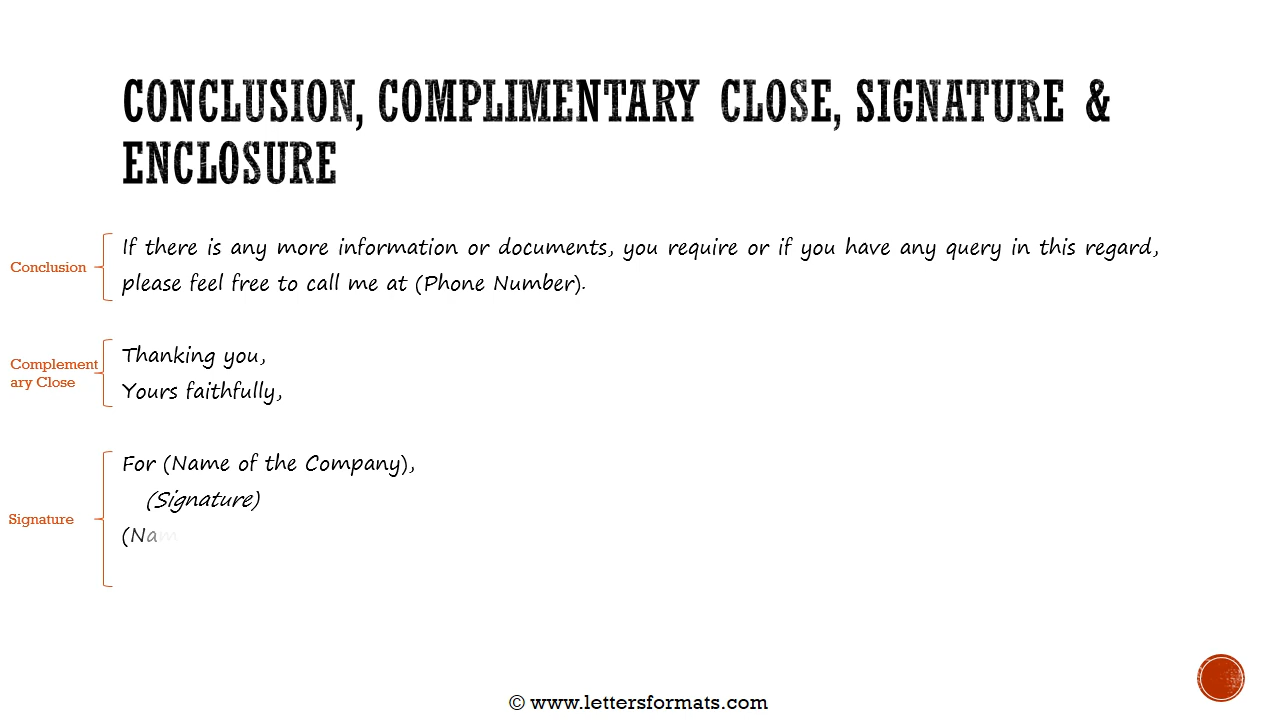 CONCLUSION, COMPLIMENTARY CLOSE, SIGNATURE &
ENCLOSURE
If there is any more information or documents, you require or if you have any query in this regard,
please feel free to call me at (Phone Number).
Conclusion
Thanking you,
Yours faithfully,
Complement
ary Close
For (Name of the Company),
(Signature)
(Nam
Signature
© www.lettersformats.com